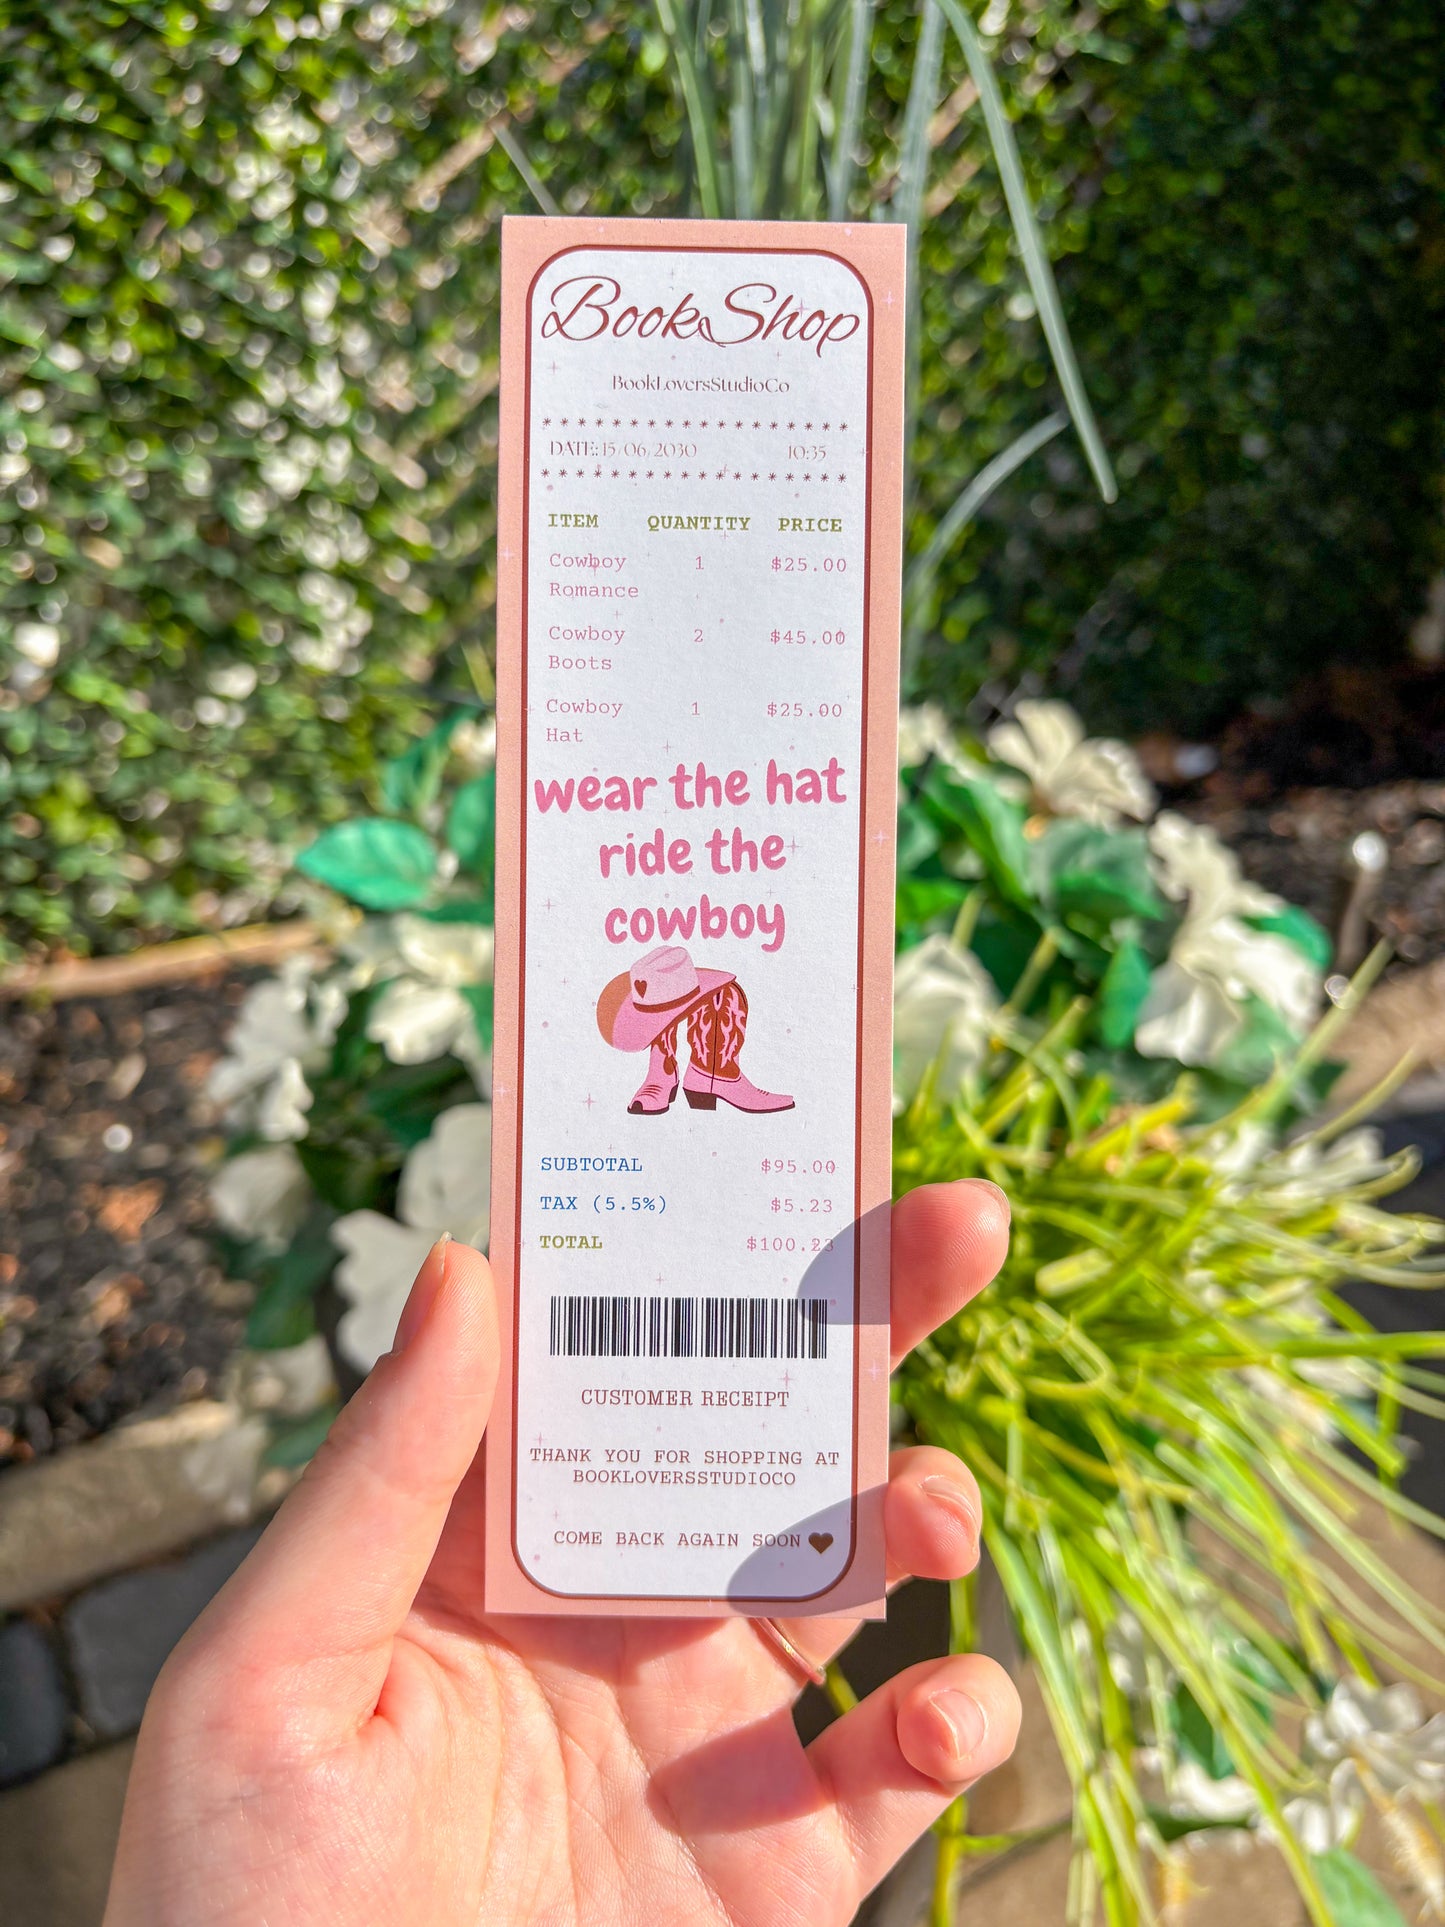 BookShop
BookLoversStudioCo
* * * * * * * * * * * * * * * * * *
DATE: 15/06/2030 10:35
* * * * * * * * * * * * * * * * * *
ITEM QUANTITY PRICE
Cowboy 1 $25.00
Romance
Cowboy 2 $45.00
Boots
Cowboy 1 $25.00
Hat
wear the hat
ride the
cowboy
SUBTOTAL $95.00
TAX (5.5%) $5.23
TOTAL $100.23
CUSTOMER RECEIPT
THANK YOU FOR SHOPPING AT
BOOKLOVERSSTUDIOCO
COME BACK AGAIN SOON